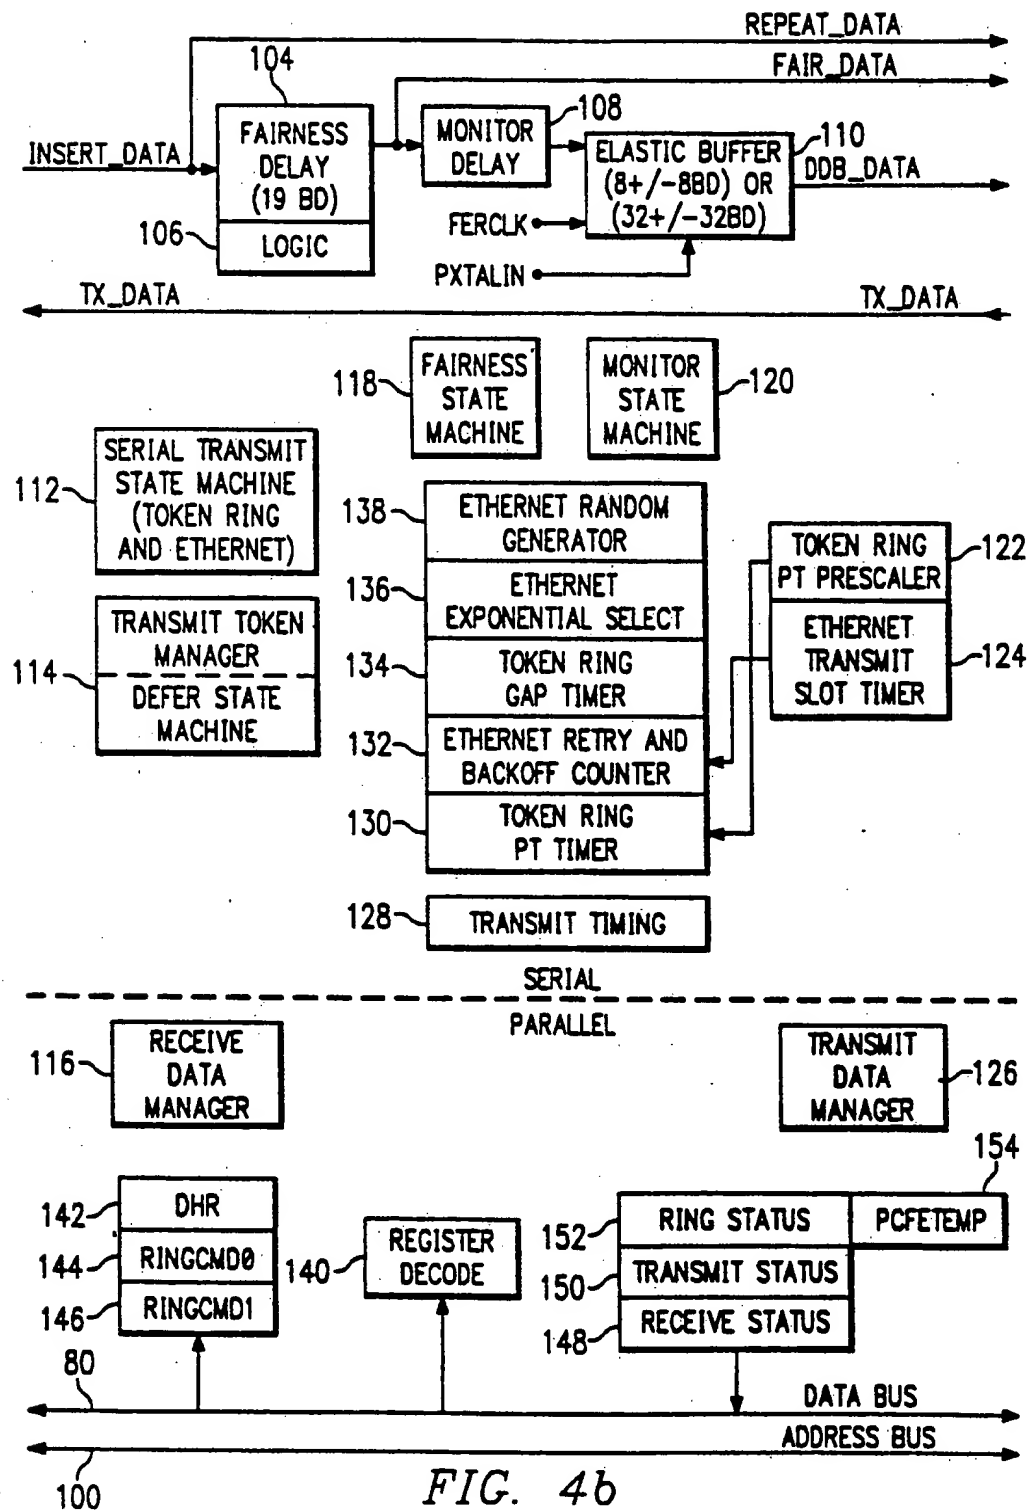 REPEAT_DATA
104
FAIR_DATA
108
FAIRNESS
DELAY
(19 BD)
MONITOR
DELAY
110
INSERT_DATA
ELASTIC BUFFER
(8+/-8BD) OR
(32+/-32BD)
DDB_DATA
106
LOGIC
FERCLK
PXTALIN
TX_DATA
TX_DATA
118
FAIRNESS
STATE
MACHINE
MONITOR
STATE
MACHINE
120
112
SERIAL TRANSMIT
STATE MACHINE
(TOKEN RING
AND ETHERNET)
138
ETHERNET RANDOM
GENERATOR
TOKEN RING
PT PRESCALER
122
136
ETHERNET
EXPONENTIAL SELECT
114
TRANSMIT TOKEN
MANAGER
DEFER STATE
MACHINE
134
TOKEN RING
GAP TIMER
ETHERNET
TRANSMIT
SLOT TIMER
124
132
ETHERNET RETRY AND
BACKOFF COUNTER
130
TOKEN RING
PT TIMER
128
TRANSMIT TIMING
SERIAL
PARALLEL
116
RECEIVE
DATA
MANAGER
TRANSMIT
DATA
MANAGER
126
154
142
DHR
152
RING STATUS
PCFETEMP
144
RINGCMD0
140
REGISTER
DECODE
150
TRANSMIT STATUS
146
RINGCMD1
148
RECEIVE STATUS
80
DATA BUS
ADDRESS BUS
100
FIG. 4b